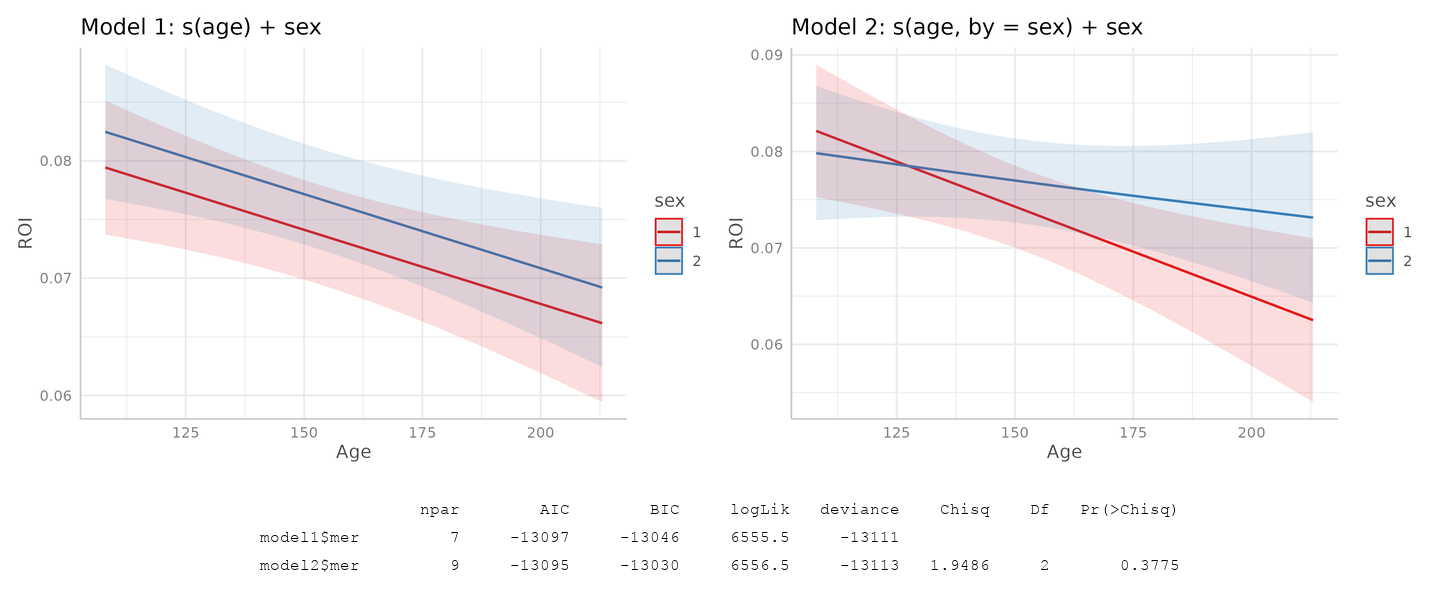 Model 1: s(age) + sex
0.08
0.07
0.06
125 150 175 200
Age
ROI
sex
1
2
Model 2: s(age, by = sex) + sex
0.09
0.08
0.07
0.06
125 150 175 200
Age
ROI
sex
1
2
npar AIC BIC logLik deviance Chisq Df Pr(>Chisq)
model1$mer 7 -13097 -13046 6555.5 -13111
model2$mer 9 -13095 -13030 6556.5 -13113 1.9486 2 0.3775